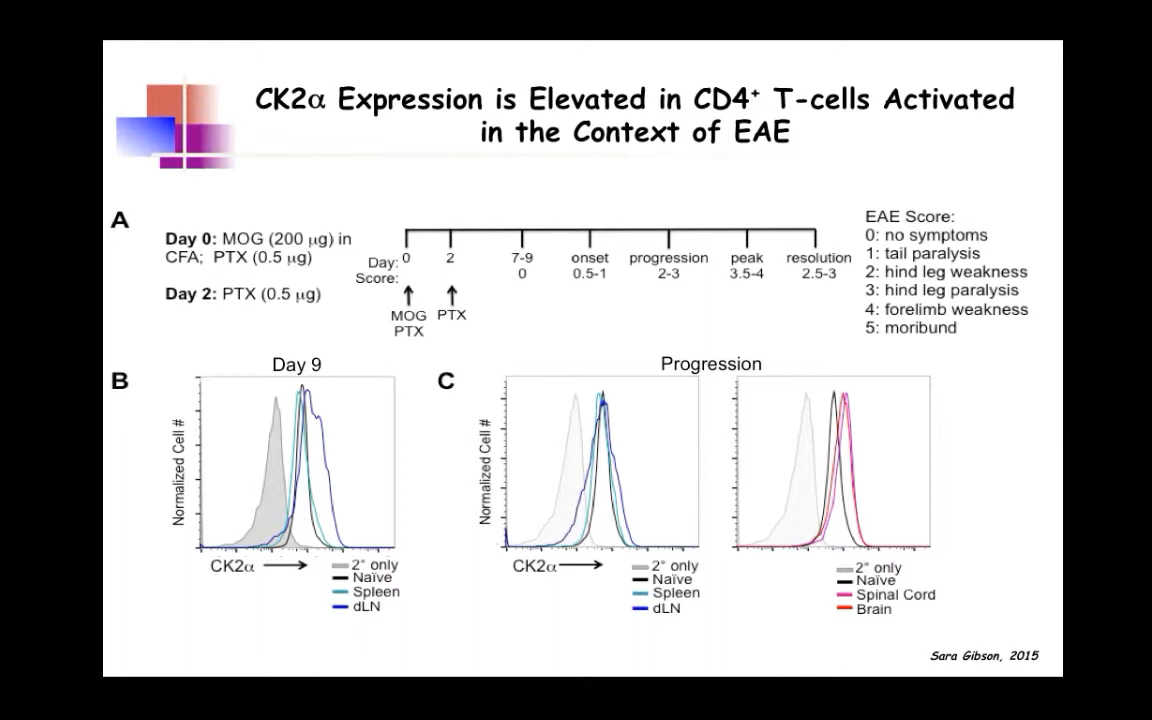 CK2α Expression is Elevated in CD4⁺ T-cells Activated
in the Context of EAE
A
Day 0: MOG (200 μg) in
CFA; PTX (0.5 μg)
Day 2: PTX (0.5 μg)
Day: 0 2 7-9 onset progression peak resolution
Score: 0 0.5-1 2-3 3.5-4 2.5-3
MOG PTX
PTX
EAE Score:
0: no symptoms
1: tail paralysis
2: hind leg weakness
3: hind leg paralysis
4: forelimb weakness
5: moribund
B
Day 9
Normalized Cell #
CK2α
2° only
Naïve
Spleen
dLN
C
Progression
Normalized Cell #
CK2α
2° only
Naïve
Spleen
dLN
2° only
Naïve
Spinal Cord
Brain
Sara Gibson, 2015